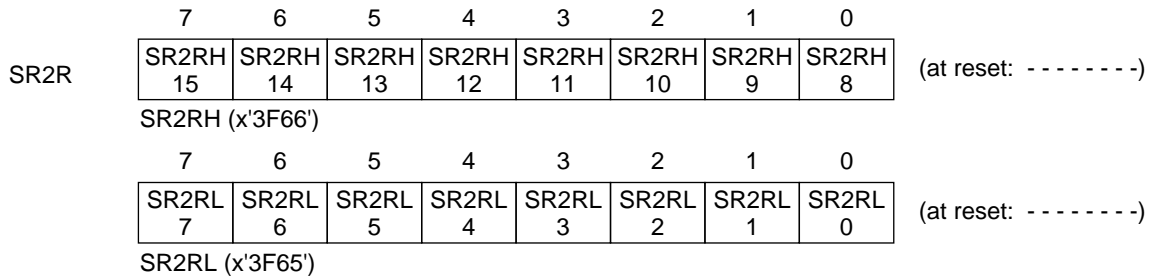 7 6 5 4 3 2 1 0
SR2R
SR2RH SR2RH SR2RH SR2RH SR2RH SR2RH SR2RH SR2RH
15 14 13 12 11 10 9 8
(at reset: - - - - - - - -)
SR2RH (x'3F66')
7 6 5 4 3 2 1 0
SR2RL SR2RL SR2RL SR2RL SR2RL SR2RL SR2RL SR2RL
7 6 5 4 3 2 1 0
(at reset: - - - - - - - -)
SR2RL (x'3F65')